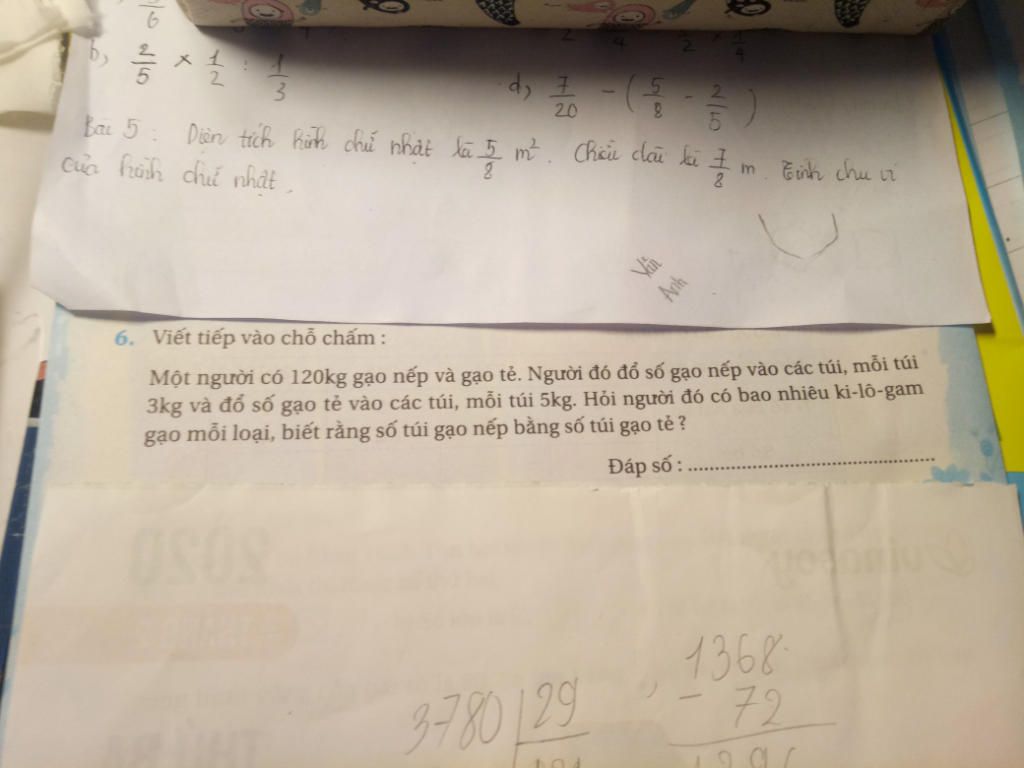 b, 2/5 × 1/2 : 1/3
d, 7/20 - (5/8 - 2/5)
Bài 5 : Diện tích hình chữ nhật là 5/8 m². Chiều dài là 7/8 m. Tính chu vi
của hình chữ nhật.
Vân
Anh
6. Viết tiếp vào chỗ chấm :
Một người có 120kg gạo nếp và gạo tẻ. Người đó đổ số gạo nếp vào các túi, mỗi túi
3kg và đổ số gạo tẻ vào các túi, mỗi túi 5kg. Hỏi người đó có bao nhiêu ki-lô-gam
gạo mỗi loại, biết rằng số túi gạo nếp bằng số túi gạo tẻ ?
Đáp số : ..................................................
2020
1368
3780 29
- 72